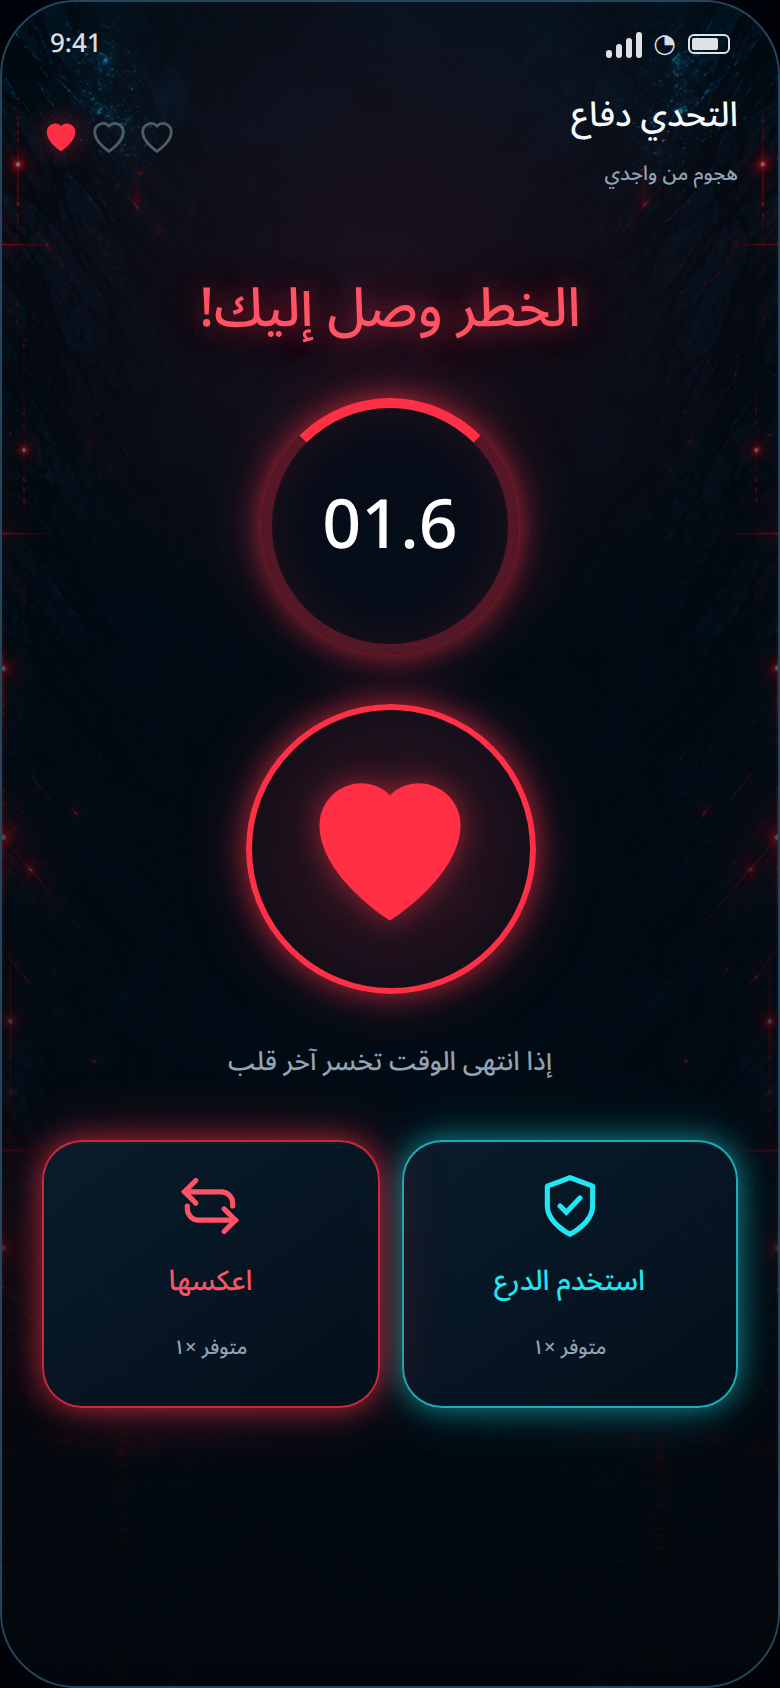 9:41
التحدي دفاع
هجوم من واجدي
الخطر وصل إليك!
01.6
إذا انتهى الوقت تخسر آخر قلب
استخدم الدرع
متوفر ×١
اعكسها
متوفر ×١